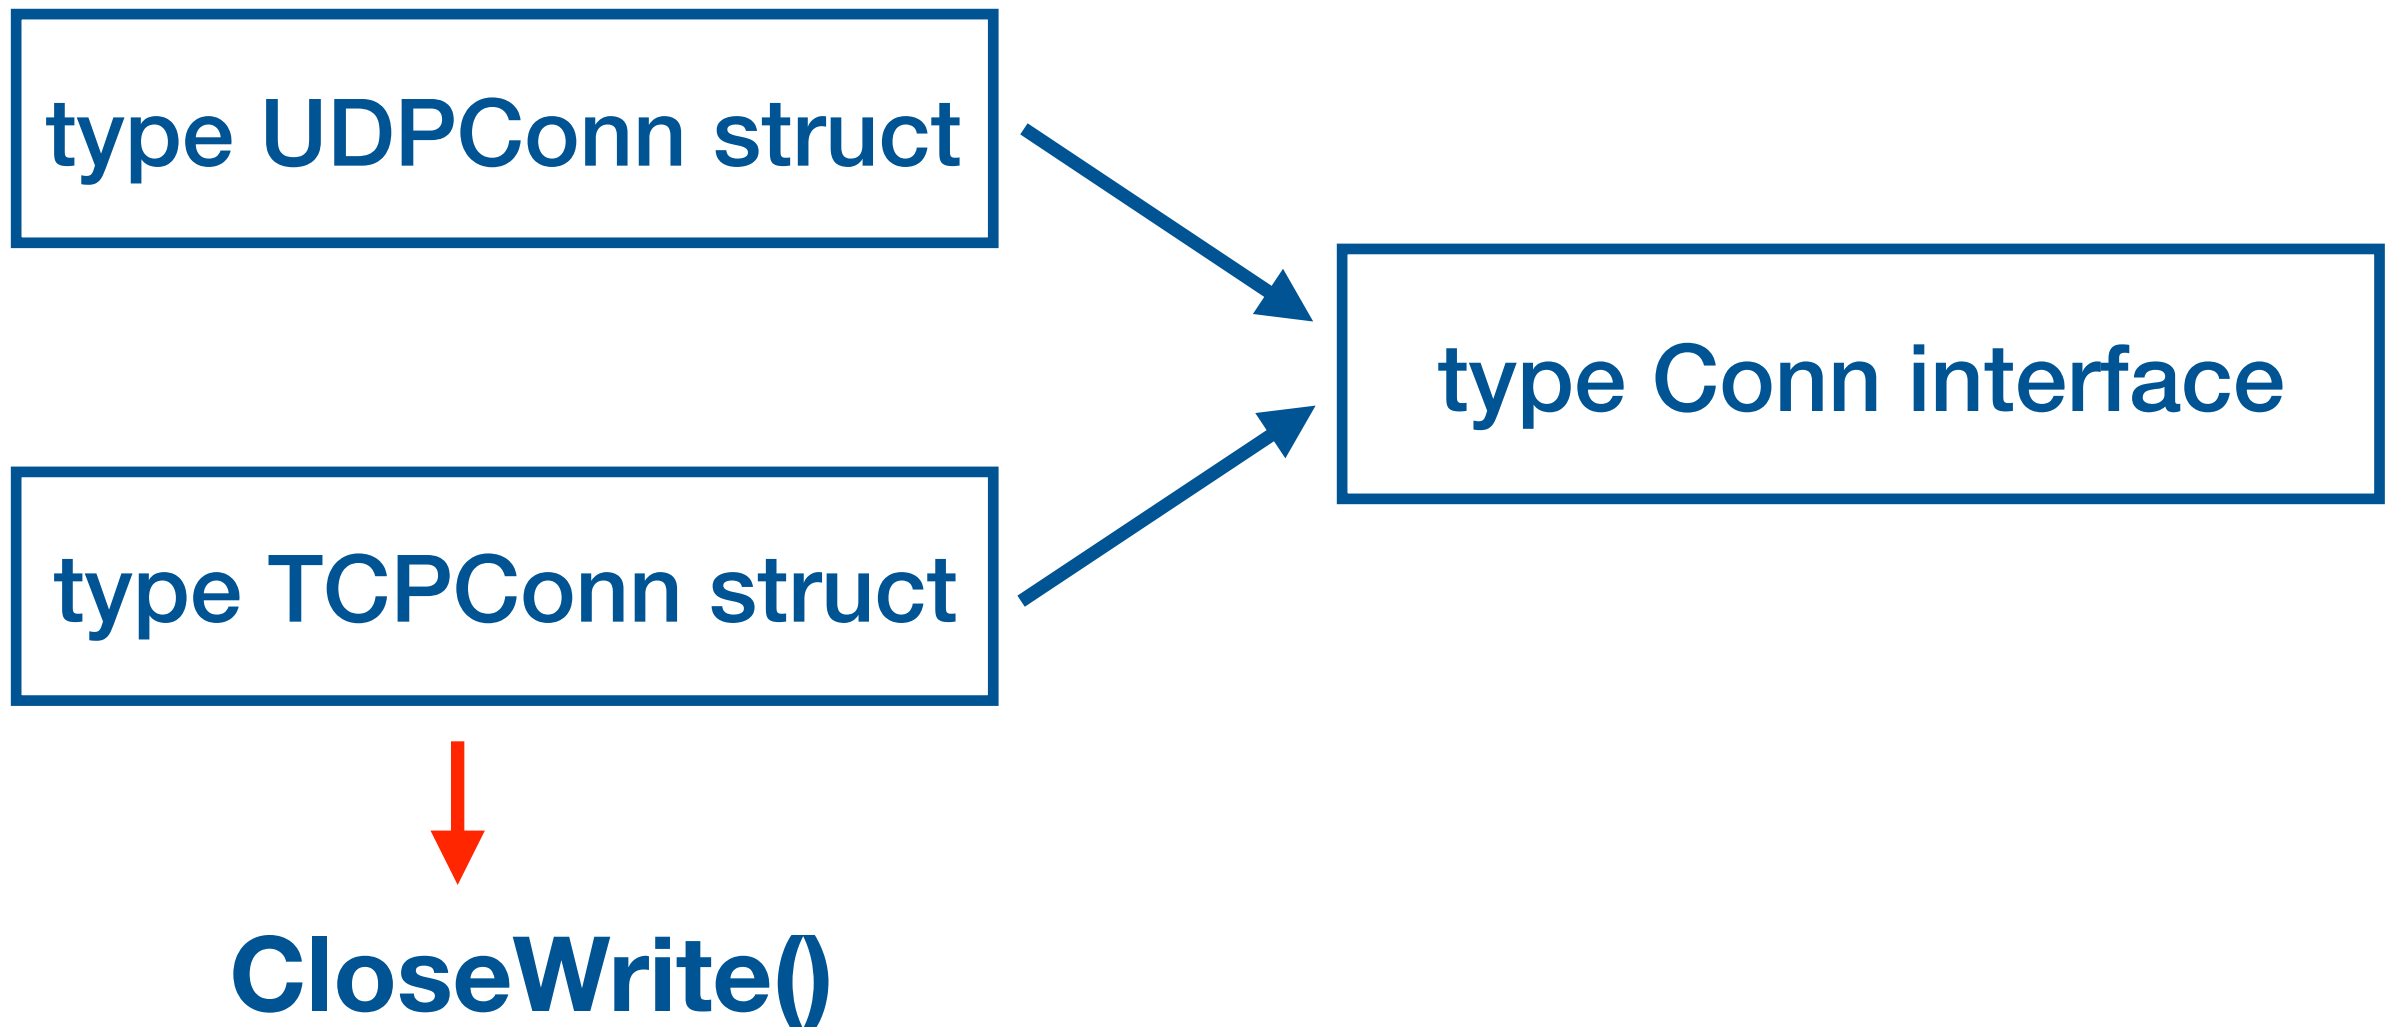 type UDPConn struct
type Conn interface
type TCPConn struct
CloseWrite()